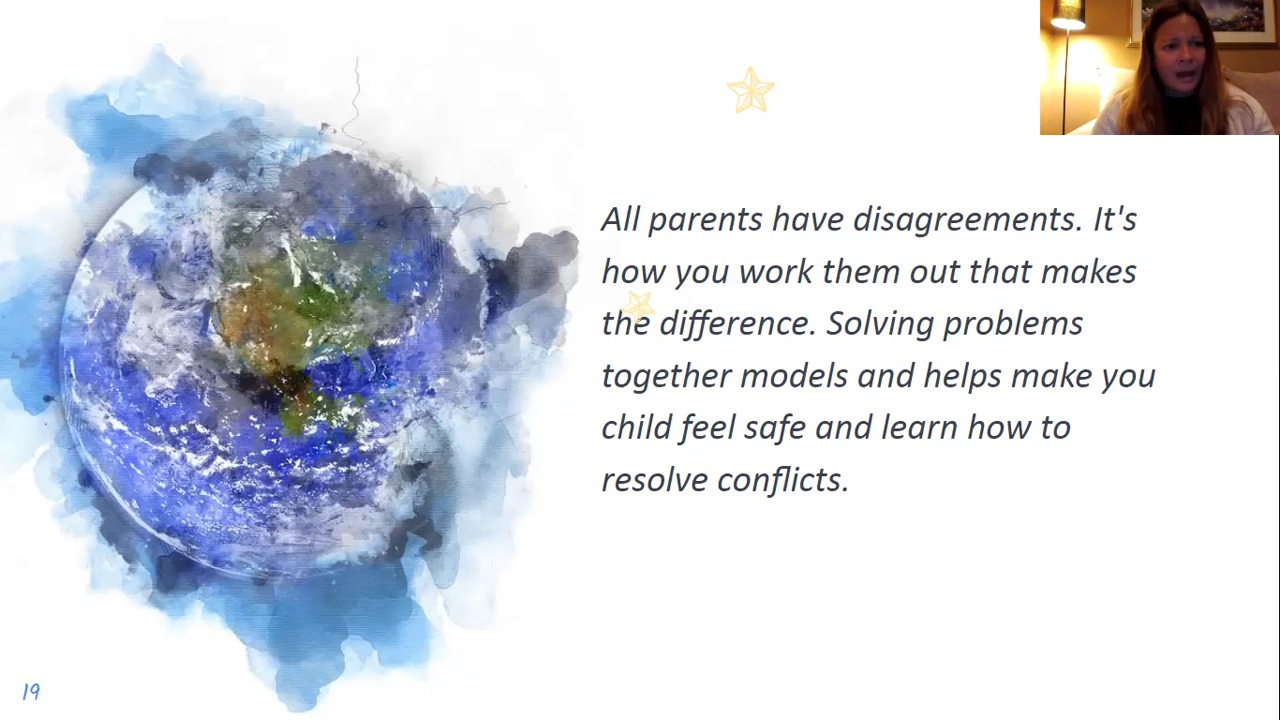 All parents have disagreements. It's
how you work them out that makes
the difference. Solving problems
together models and helps make you
child feel safe and learn how to
resolve conflicts.
19